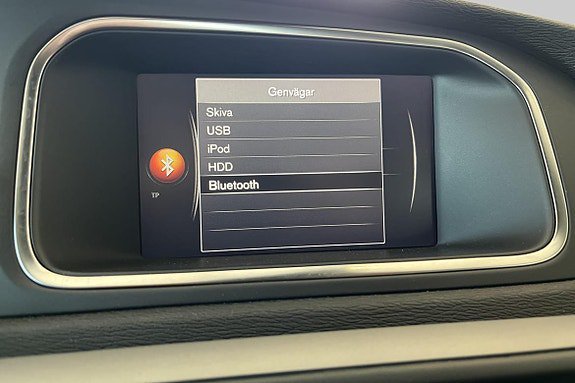 Genvägar
Skiva
USB
iPod
HDD
Bluetooth
TP